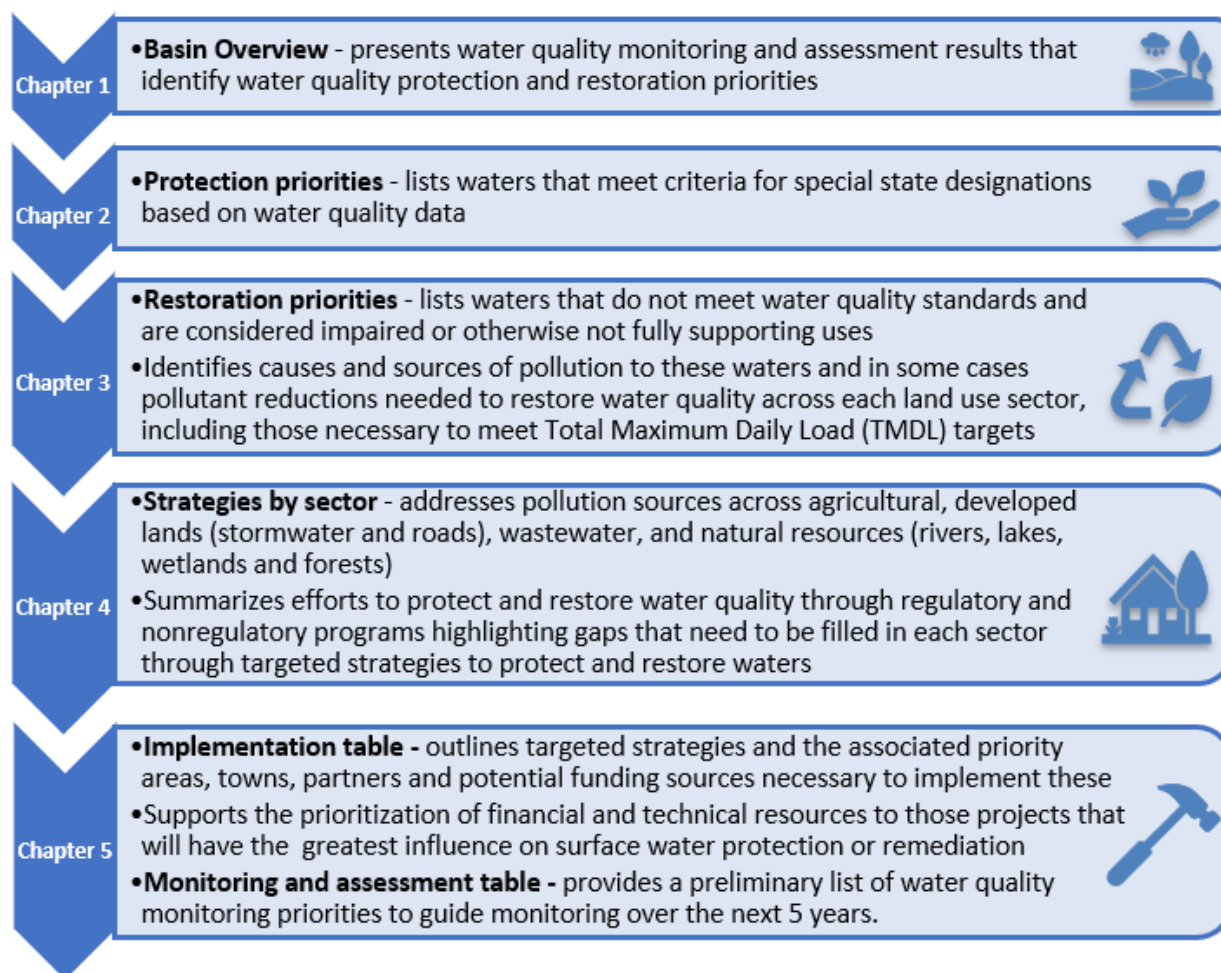 Chapter 1
•Basin Overview - presents water quality monitoring and assessment results that
identify water quality protection and restoration priorities
Chapter 2
•Protection priorities - lists waters that meet criteria for special state designations
based on water quality data
Chapter 3
•Restoration priorities - lists waters that do not meet water quality standards and
are considered impaired or otherwise not fully supporting uses
•Identifies causes and sources of pollution to these waters and in some cases
pollutant reductions needed to restore water quality across each land use sector,
including those necessary to meet Total Maximum Daily Load (TMDL) targets
Chapter 4
•Strategies by sector - addresses pollution sources across agricultural, developed
lands (stormwater and roads), wastewater, and natural resources (rivers, lakes,
wetlands and forests)
•Summarizes efforts to protect and restore water quality through regulatory and
nonregulatory programs highlighting gaps that need to be filled in each sector
through targeted strategies to protect and restore waters
Chapter 5
•Implementation table - outlines targeted strategies and the associated priority
areas, towns, partners and potential funding sources necessary to implement these
•Supports the prioritization of financial and technical resources to those projects that
will have the  greatest influence on surface water protection or remediation
•Monitoring and assessment table - provides a preliminary list of water quality
monitoring priorities to guide monitoring over the next 5 years.